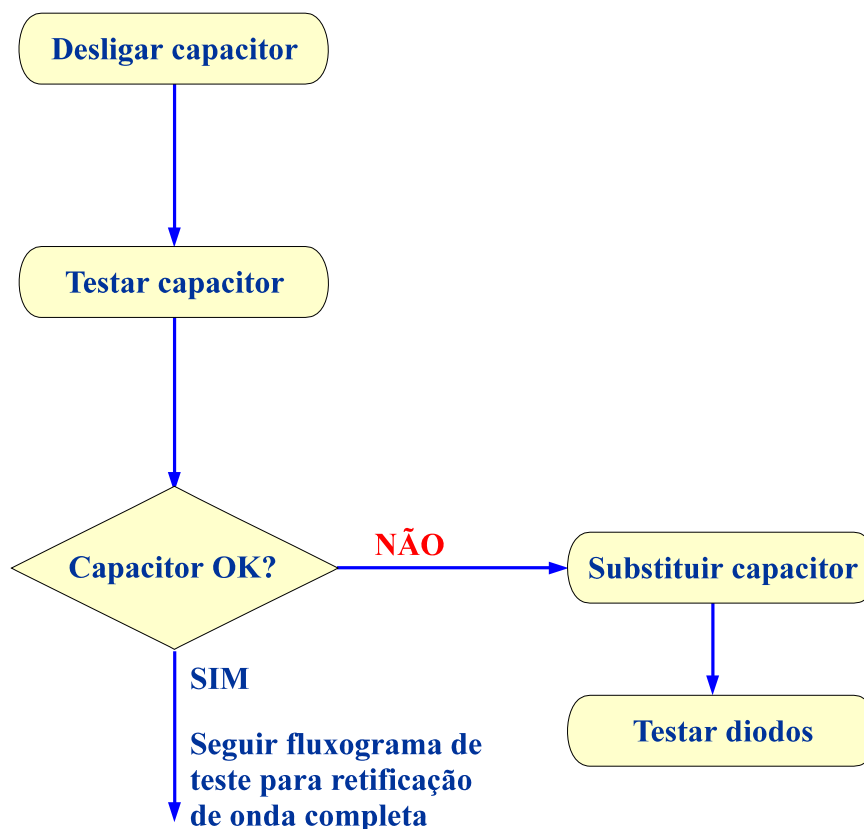 Desligar capacitor
Testar capacitor
Capacitor OK?
NÃO
Substituir capacitor
Testar diodos
SIM
Seguir fluxograma de
teste para retificação
de onda completa